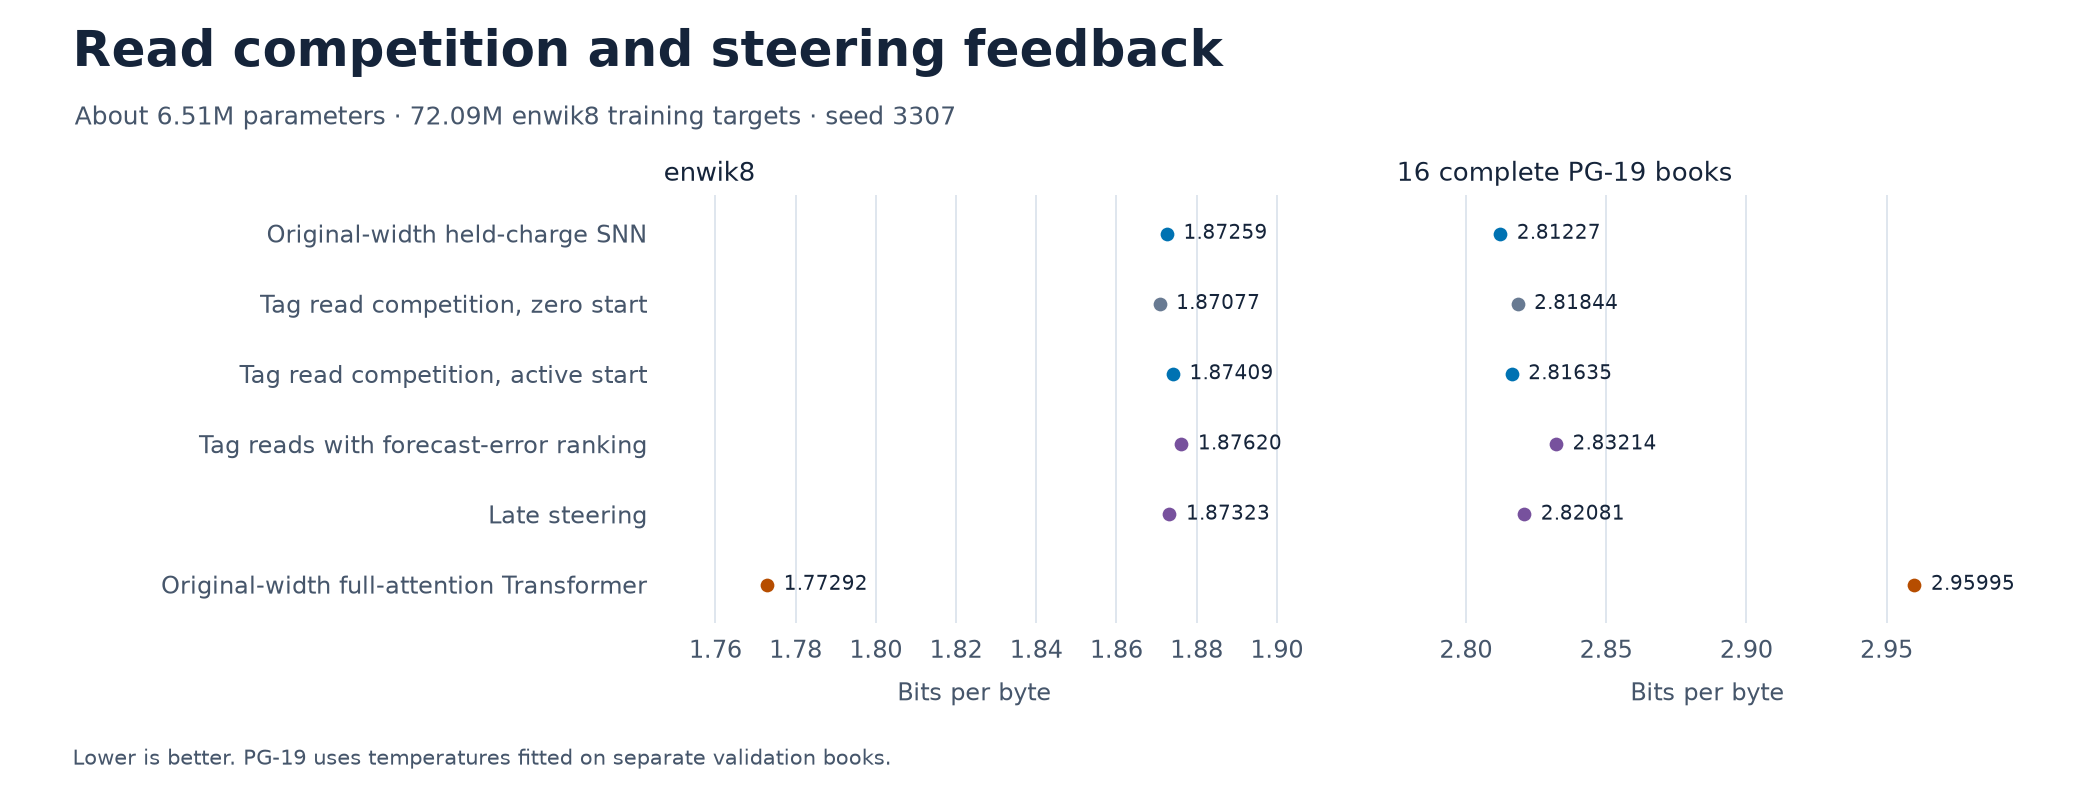 Read competition and steering feedback
About 6.51M parameters · 72.09M enwik8 training targets · seed 3307
enwik8
16 complete PG-19 books
Original-width held-charge SNN 1.87259 2.81227
Tag read competition, zero start 1.87077 2.81844
Tag read competition, active start 1.87409 2.81635
Tag reads with forecast-error ranking 1.87620 2.83214
Late steering 1.87323 2.82081
Original-width full-attention Transformer 1.77292 2.95995
1.76 1.78 1.80 1.82 1.84 1.86 1.88 1.90 2.80 2.85 2.90 2.95
Bits per byte Bits per byte
Lower is better. PG-19 uses temperatures fitted on separate validation books.